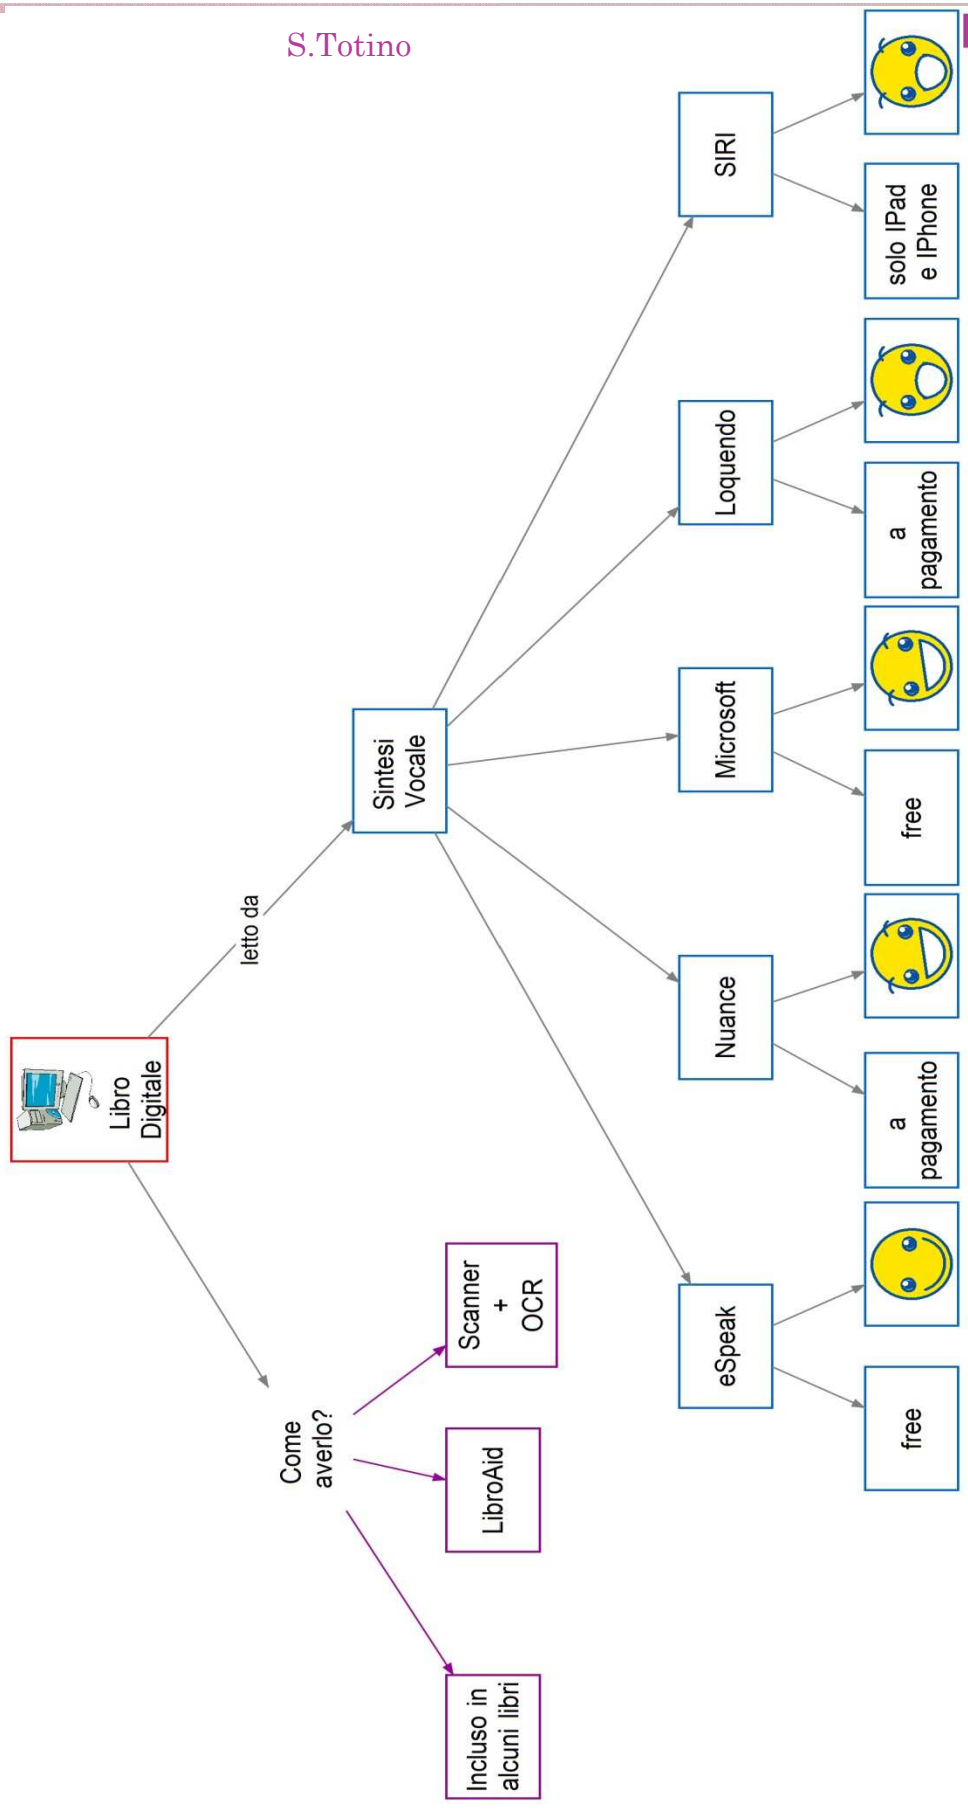 S.Totino
Libro
Digitale
letto da
Come
averlo?
Sintesi
Vocale
Incluso in
alcuni libri
LibroAid
Scanner
+
OCR
eSpeak
Nuance
Microsoft
Loquendo
SIRI
free
a
pagamento
free
a
pagamento
solo IPad
e IPhone